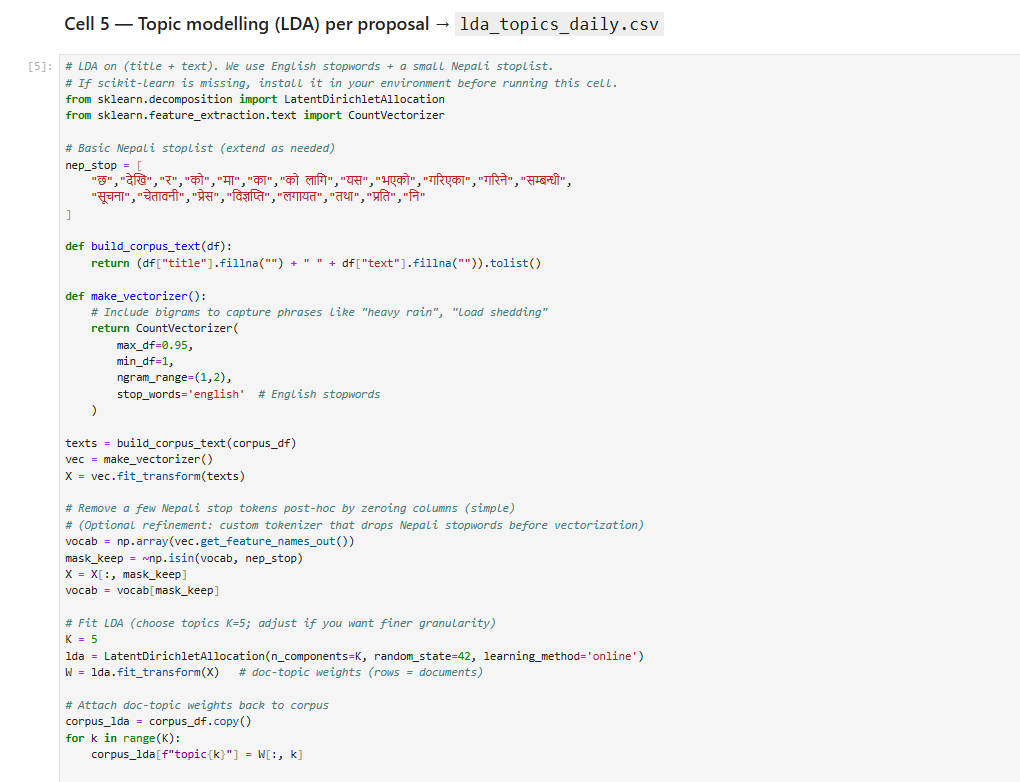 Cell 5 — Topic modelling (LDA) per proposal → lda_topics_daily.csv
[5]: # LDA on (title + text). We use English stopwords + a small Nepali stoplist.
# If scikit-learn is missing, install it in your environment before running this cell.
from sklearn.decomposition import LatentDirichletAllocation
from sklearn.feature_extraction.text import CountVectorizer

# Basic Nepali stoplist (extend as needed)
nep_stop = [
    "छ","देखि","र","को","मा","का","को लागि","यस","भएको","गरिएका","गरिने","सम्बन्धी",
    "सूचना","चेतावनी","प्रेस","विज्ञप्ति","लगायत","तथा","प्रति","नि"
]

def build_corpus_text(df):
    return (df["title"].fillna("") + " " + df["text"].fillna("")).tolist()

def make_vectorizer():
    # Include bigrams to capture phrases like "heavy rain", "load shedding"
    return CountVectorizer(
        max_df=0.95,
        min_df=1,
        ngram_range=(1,2),
        stop_words='english'  # English stopwords
    )

texts = build_corpus_text(corpus_df)
vec = make_vectorizer()
X = vec.fit_transform(texts)

# Remove a few Nepali stop tokens post-hoc by zeroing columns (simple)
# (Optional refinement: custom tokenizer that drops Nepali stopwords before vectorization)
vocab = np.array(vec.get_feature_names_out())
mask_keep = ~np.isin(vocab, nep_stop)
X = X[:, mask_keep]
vocab = vocab[mask_keep]

# Fit LDA (choose topics K=5; adjust if you want finer granularity)
K = 5
lda = LatentDirichletAllocation(n_components=K, random_state=42, learning_method='online')
W = lda.fit_transform(X)   # doc-topic weights (rows = documents)

# Attach doc-topic weights back to corpus
corpus_lda = corpus_df.copy()
for k in range(K):
    corpus_lda[f"topic{k}"] = W[:, k]